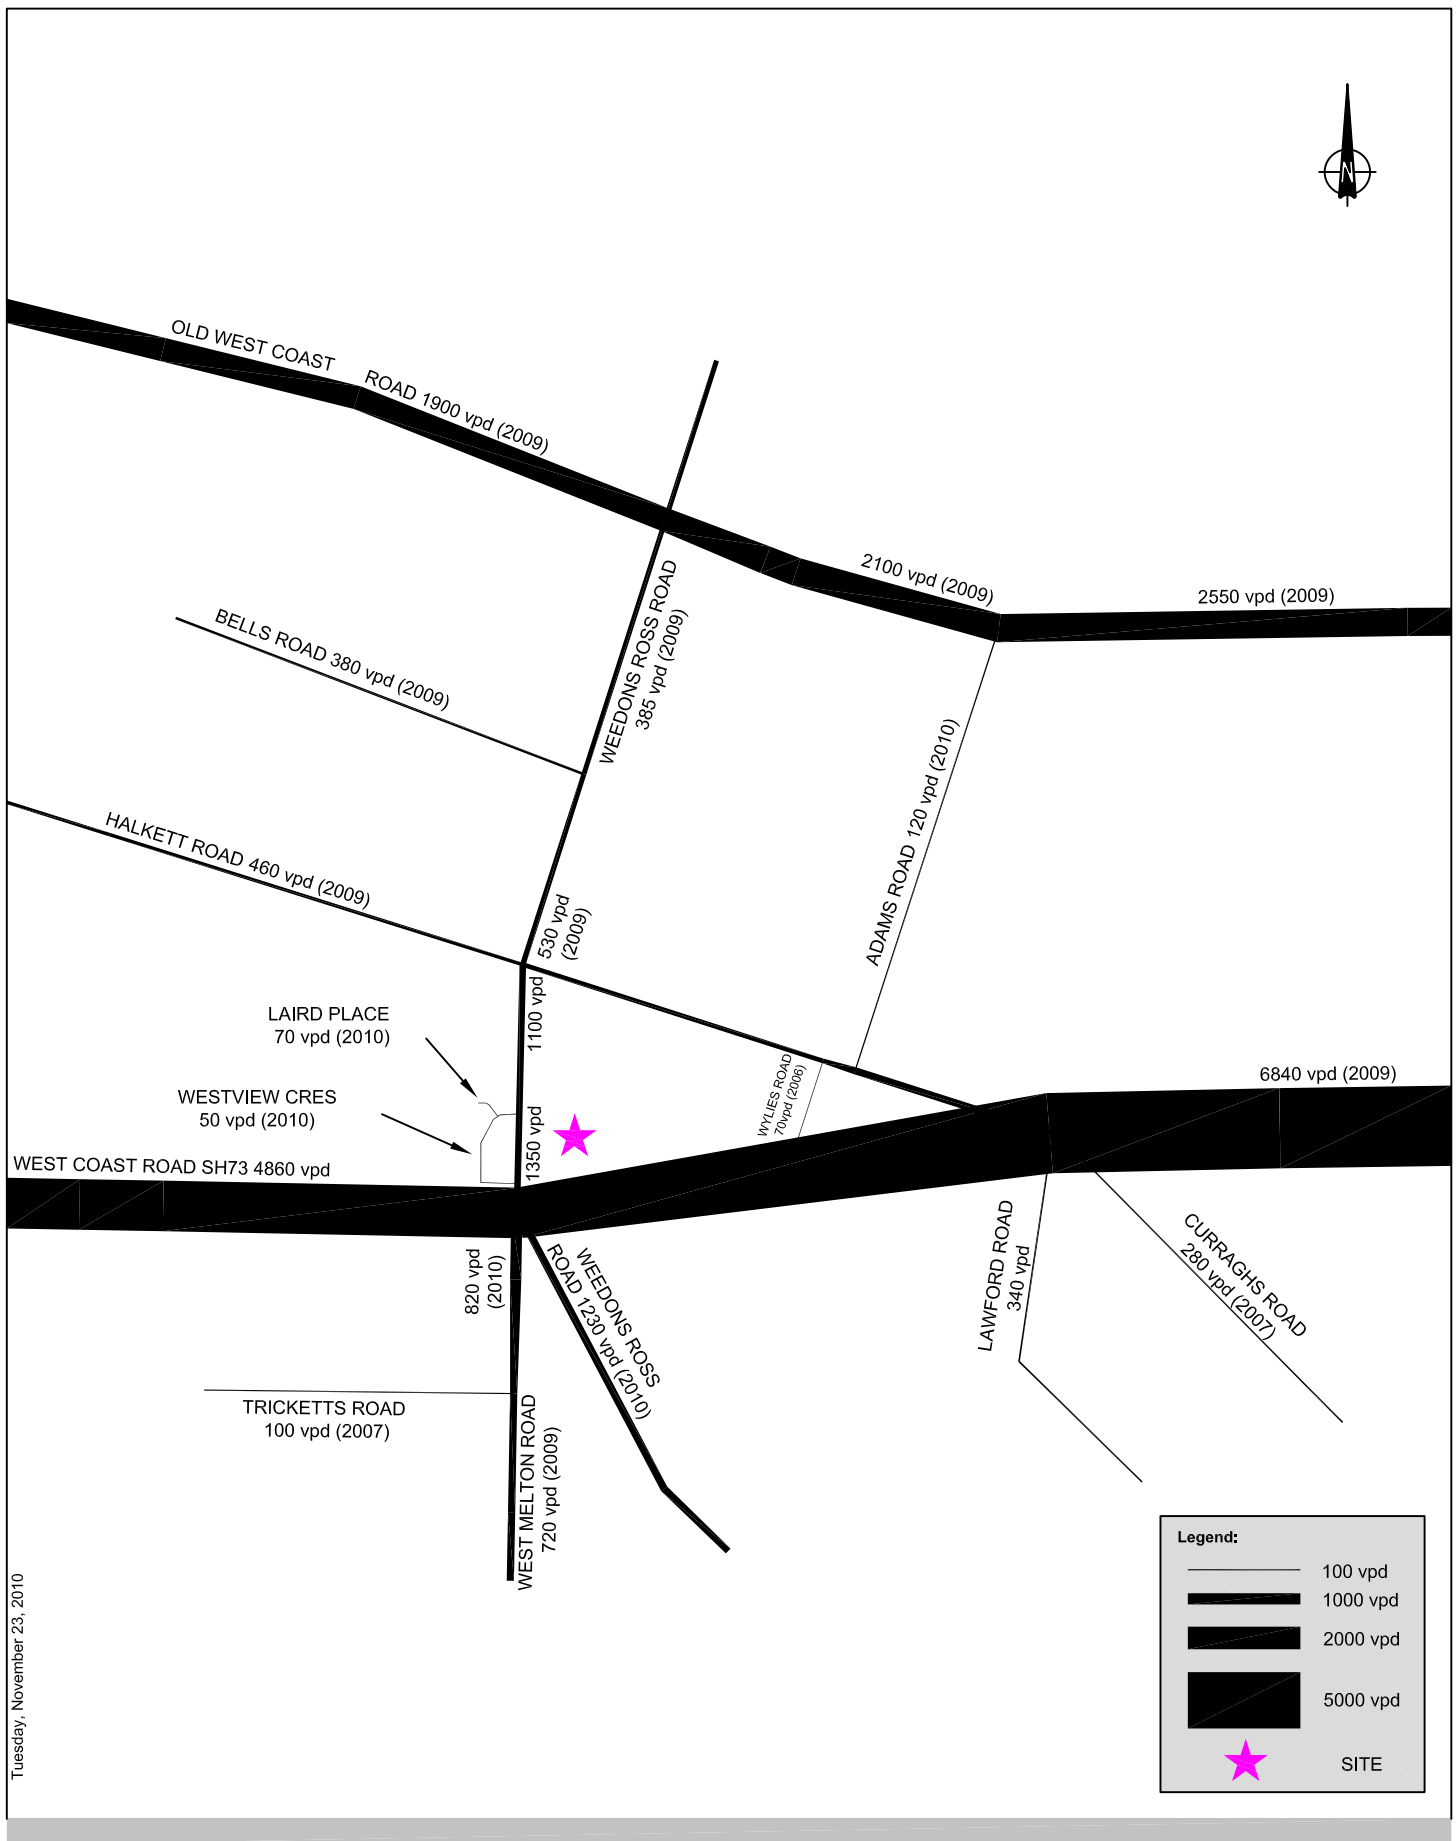 N
OLD WEST COAST
ROAD 1900 vpd (2009)
2100 vpd (2009)
2550 vpd (2009)
WEEDONS ROSS ROAD
385 vpd (2009)
BELLS ROAD 380 vpd (2009)
ADAMS ROAD 120 vpd (2010)
HALKETT ROAD 460 vpd (2009)
530 vpd
(2009)
1100 vpd
LAIRD PLACE
70 vpd (2010)
WYLIES ROAD
70vpd (2006)
6840 vpd (2009)
WESTVIEW CRES
50 vpd (2010)
1350 vpd
WEST COAST ROAD SH73 4860 vpd
820 vpd
(2010)
WEEDONS ROSS
ROAD 1230 vpd (2010)
LAWFORD ROAD
340 vpd
CURRAGHS ROAD
280 vpd (2007)
TRICKETTS ROAD
100 vpd (2007)
WEST MELTON ROAD
720 vpd (2009)
Legend:
100 vpd
1000 vpd
2000 vpd
5000 vpd
SITE
Tuesday, November 23, 2010